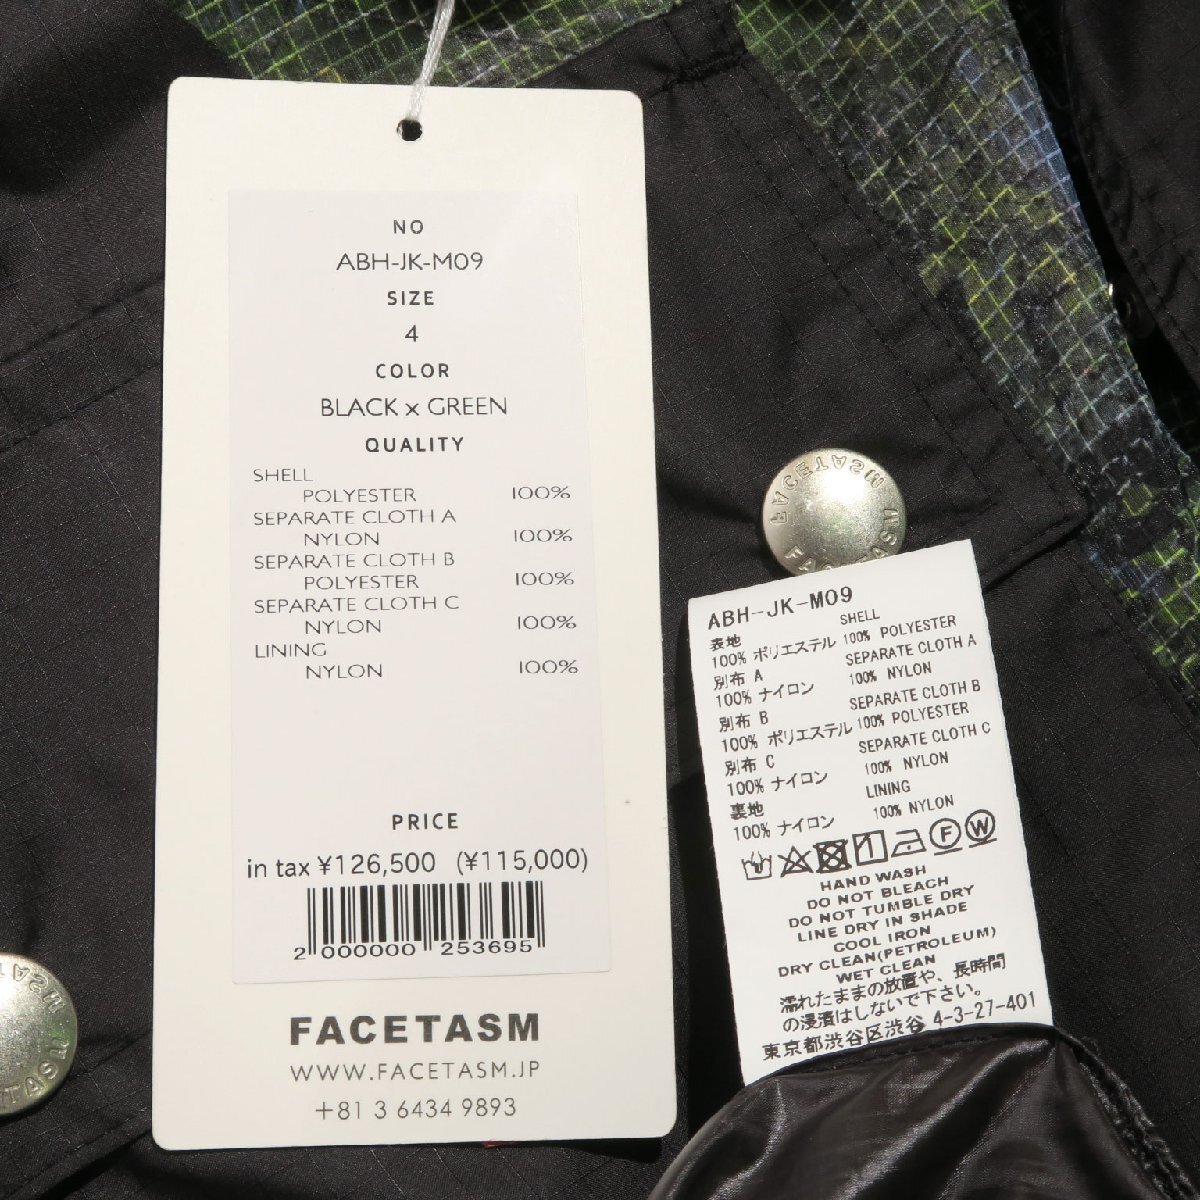 NO
ABH-JK-M09
SIZE
4
COLOR
BLACK x GREEN
QUALITY
SHELL
POLYESTER 100%
SEPARATE CLOTH A
NYLON 100%
SEPARATE CLOTH B
POLYESTER 100%
SEPARATE CLOTH C
NYLON 100%
LINING
NYLON 100%
PRICE
in tax ¥126,500 (¥115,000)
2 000000 253695
FACETASM
WWW.FACETASM.JP
+81 3 6434 9893
FACETASM
ABH-JK-M09
表地 SHELL
100% ポリエステル 100% POLYESTER
別布 A SEPARATE CLOTH A
100% ナイロン 100% NYLON
別布 B SEPARATE CLOTH B
100% ポリエステル 100% POLYESTER
別布 C SEPARATE CLOTH C
100% ナイロン 100% NYLON
裏地 LINING
100% ナイロン 100% NYLON
F W
HAND WASH
DO NOT BLEACH
DO NOT TUMBLE DRY
LINE DRY IN SHADE
COOL IRON
DRY CLEAN(PETROLEUM)
WET CLEAN
濡れたままの放置や、長時間
の浸漬はしないで下さい。
東京都渋谷区渋谷 4-3-27-401